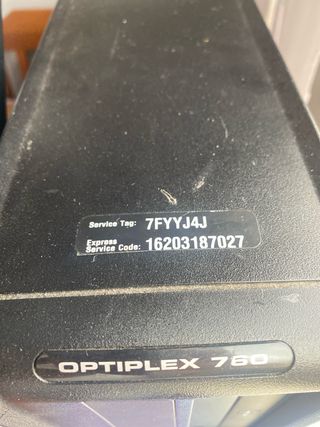 Service Tag: 7FYYJ4J
Express
Service Code: 16203187027
OPTIPLEX 760